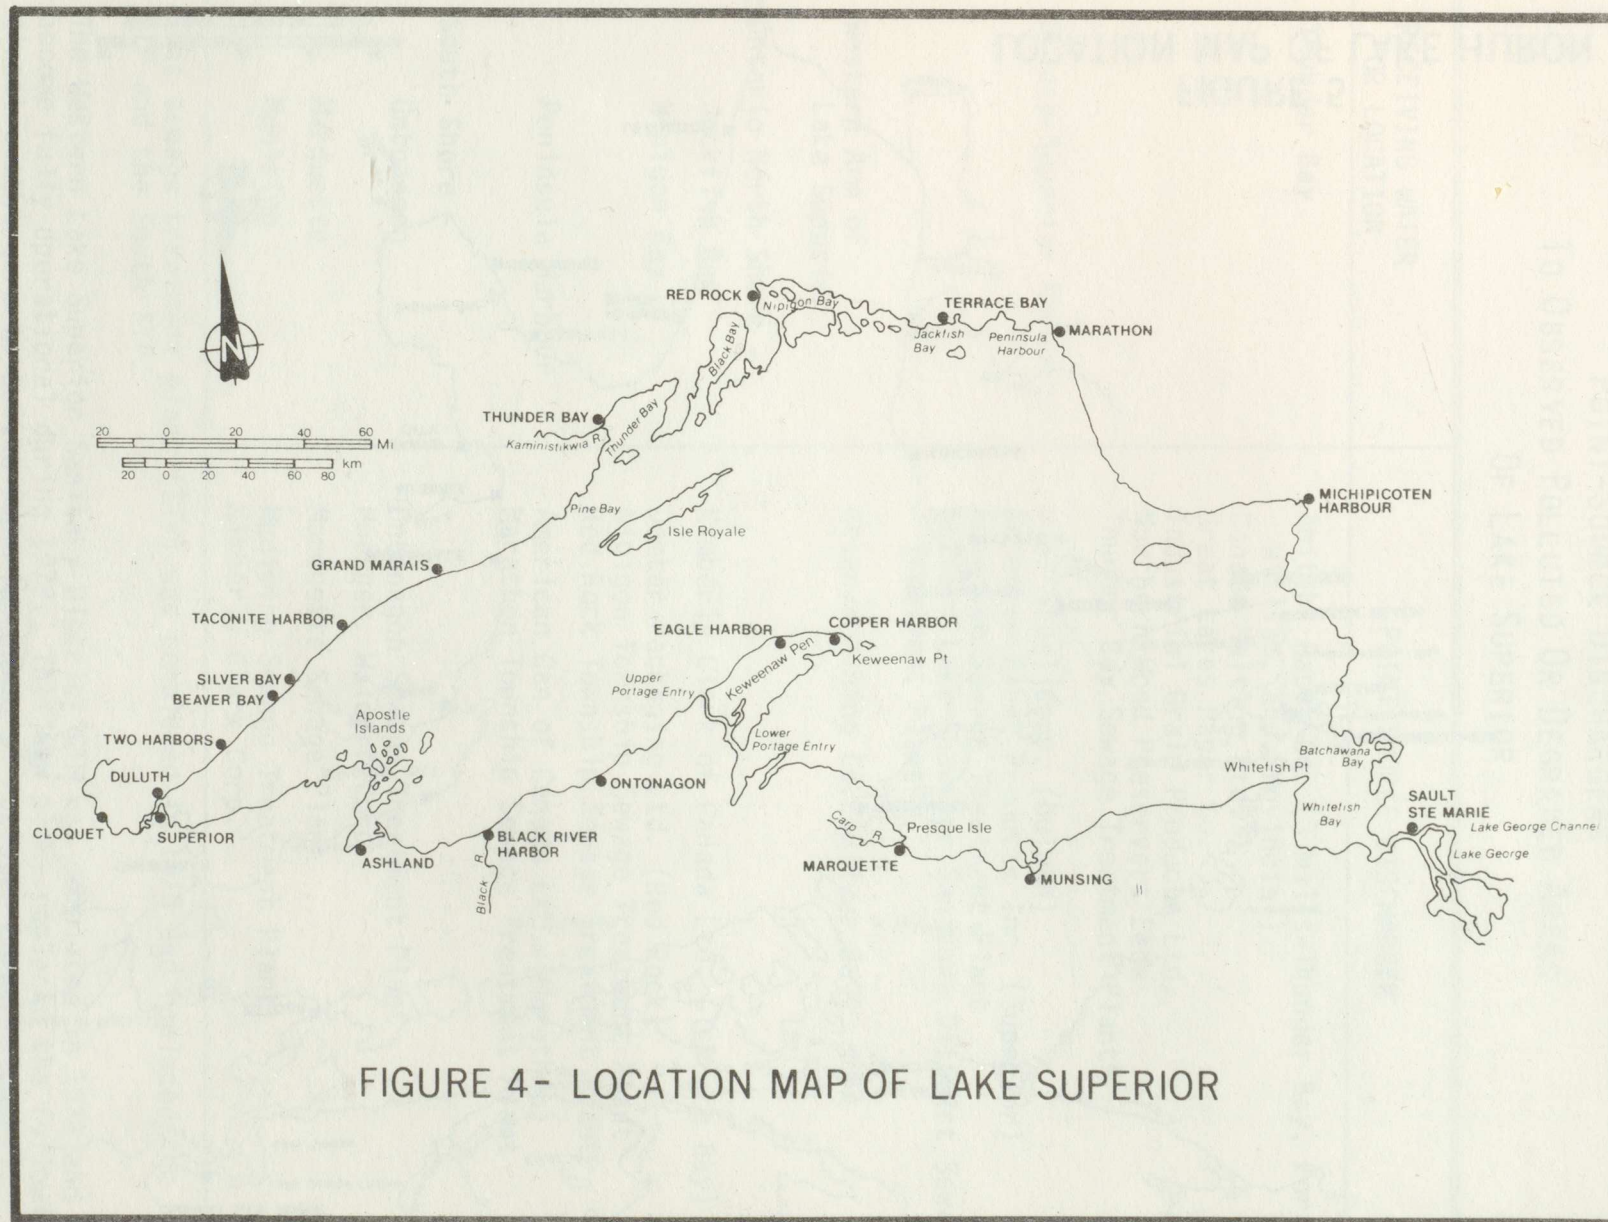 RED ROCK
Nipigon Bay
TERRACE BAY
Jackfish
Bay
Peninsula
Harbour
MARATHON
Black Bay
N
THUNDER BAY
Kaministikwia R.
Thunder Bay
20 0 20 40 60
Mi
km
20 0 20 40 60 80
Pine Bay
Isle Royale
MICHIPICOTEN
HARBOUR
GRAND MARAIS
TACONITE HARBOR
EAGLE HARBOR
COPPER HARBOR
Keweenaw Pen
Keweenaw Pt
SILVER BAY
BEAVER BAY
Upper
Portage Entry
Apostle
Islands
TWO HARBORS
Lower
Portage Entry
Batchawana
Bay
Whitefish Pt
DULUTH
ONTONAGON
Whitefish
Bay
SAULT
STE MARIE
Lake George Channel
Lake George
CLOQUET
SUPERIOR
ASHLAND
BLACK RIVER
HARBOR
Black R
Carp R
Presque Isle
MARQUETTE
MUNSING
FIGURE 4- LOCATION MAP OF LAKE SUPERIOR